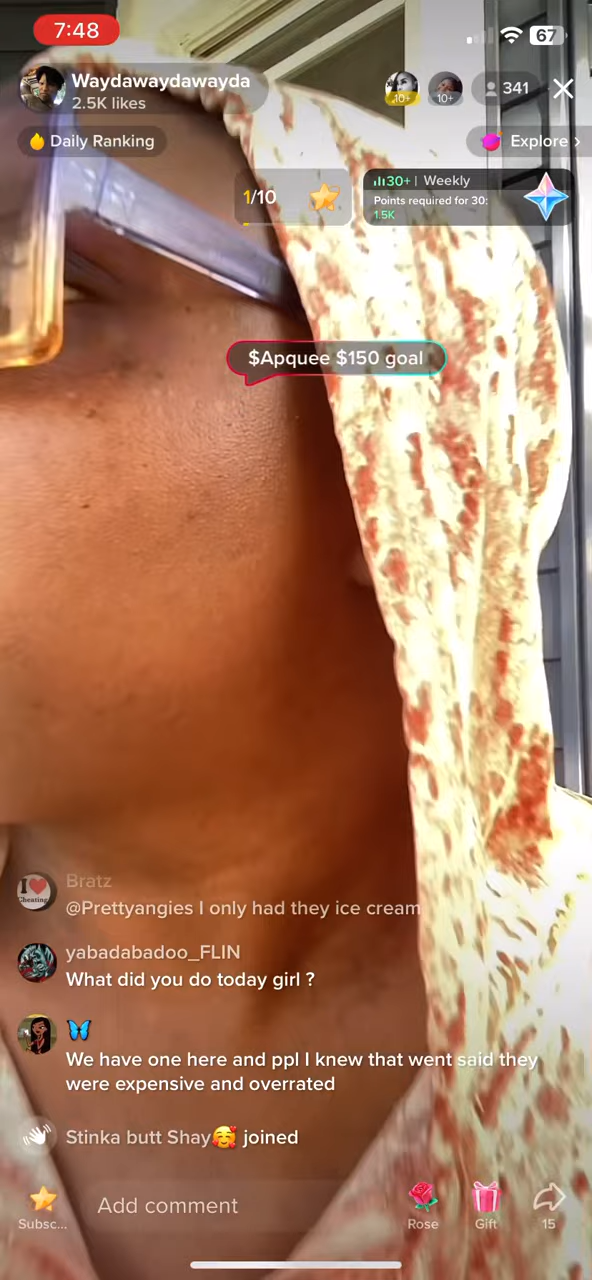 7:48
67
Waydawaydawayda
2.5K likes
10+
10+
341
Daily Ranking
Explore >
1/10
30+ | Weekly
Points required for 30:
1.5K
$Apquee $150 goal
I ❤ Cheating
Bratz
@Prettyangies I only had they ice cream
yabadabadoo_FLIN
What did you do today girl ?
🦋
We have one here and ppl I knew that went said they
were expensive and overrated
Stinka butt Shay🥰 joined
Subsc...
Add comment
Rose
Gift
15